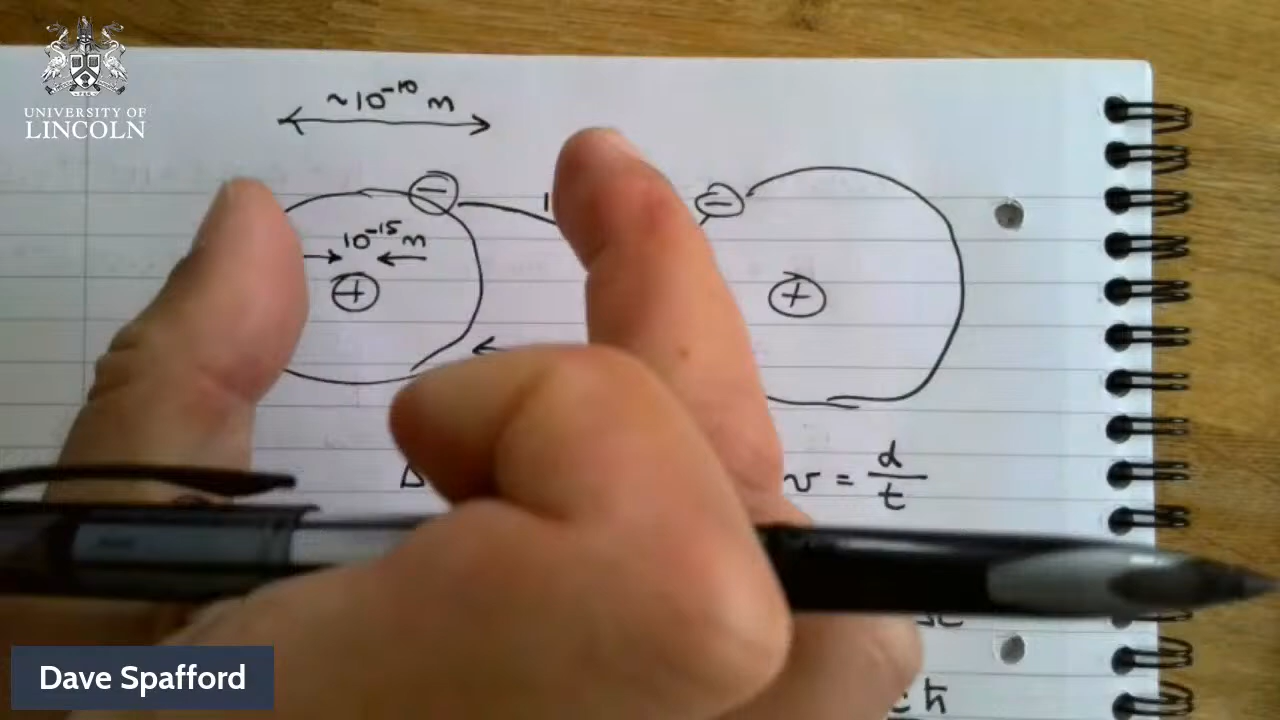 UNIVERSITY OF
LINCOLN
~10⁻¹⁰ m
−
−
10⁻¹⁵ m
+
+
v = d/t
ħ
Dave Spafford